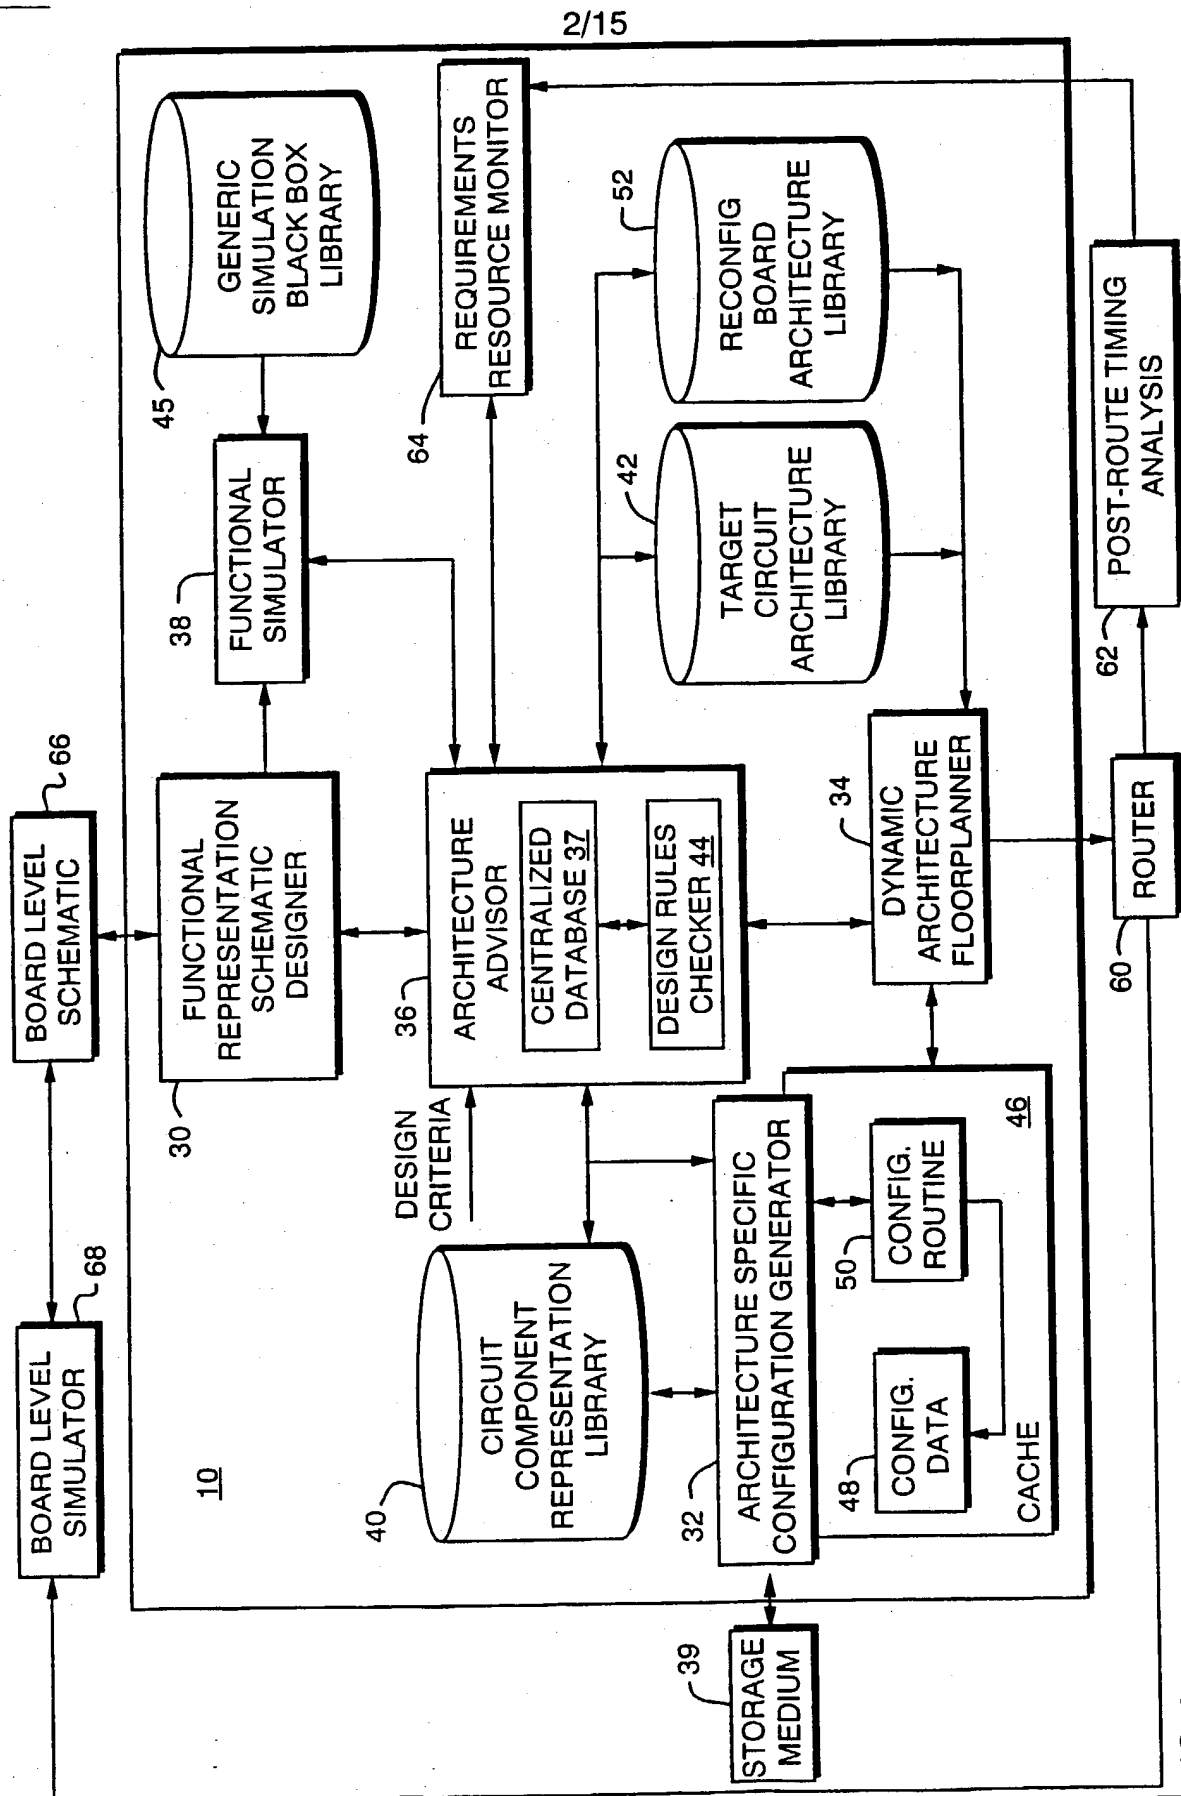 2/15
BOARD LEVEL
SIMULATOR
68
BOARD LEVEL
SCHEMATIC
66
10
FUNCTIONAL
REPRESENTATION
SCHEMATIC
DESIGNER
30
FUNCTIONAL
SIMULATOR
38
GENERIC
SIMULATION
BLACK BOX
LIBRARY
45
DESIGN
CRITERIA
ARCHITECTURE
ADVISOR
36
CENTRALIZED
DATABASE 37
DESIGN RULES
CHECKER 44
REQUIREMENTS
RESOURCE MONITOR
64
CIRCUIT
COMPONENT
REPRESENTATION
LIBRARY
40
TARGET
CIRCUIT
ARCHITECTURE
LIBRARY
42
RECONFIG
BOARD
ARCHITECTURE
LIBRARY
52
STORAGE
MEDIUM
39
ARCHITECTURE SPECIFIC
CONFIGURATION GENERATOR
32
CONFIG.
DATA
48
CONFIG.
ROUTINE
50
CACHE
46
DYNAMIC
ARCHITECTURE
FLOORPLANNER
34
ROUTER
60
POST-ROUTE TIMING
ANALYSIS
62